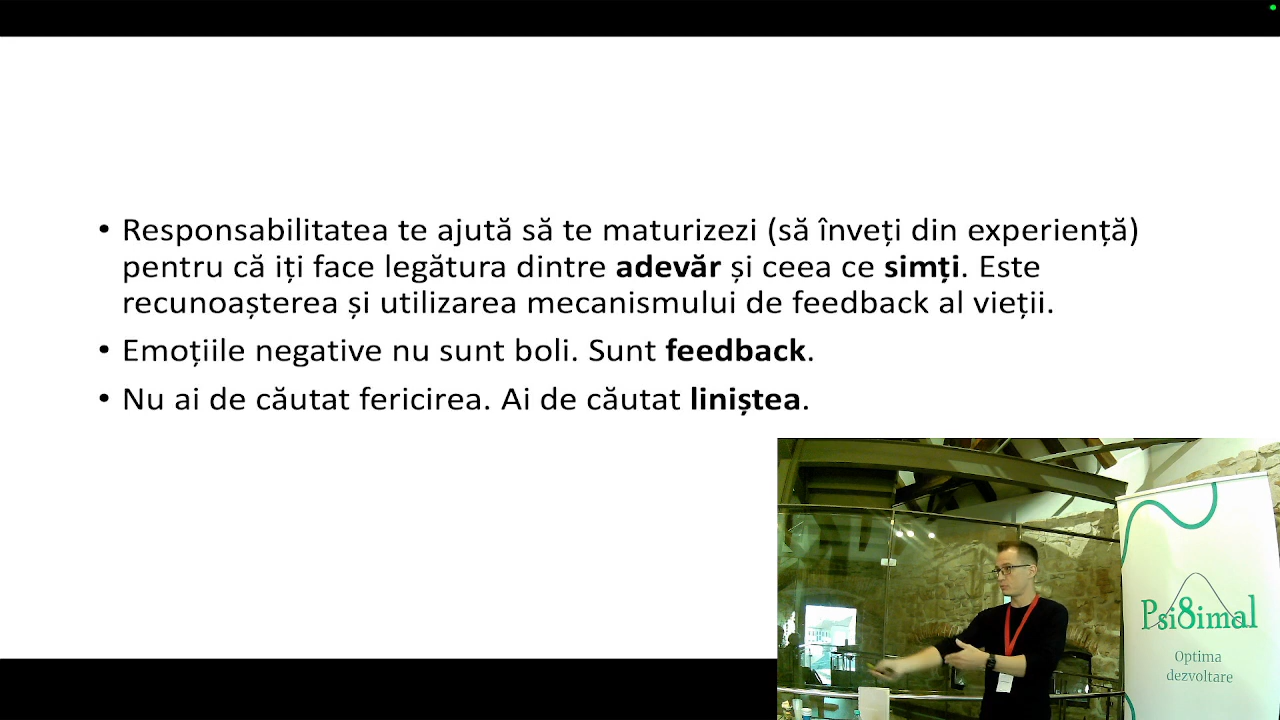 • Responsabilitatea te ajută să te maturizezi (să înveți din experiență)
pentru că iți face legătura dintre adevăr și ceea ce simți. Este
recunoașterea și utilizarea mecanismului de feedback al vieții.
• Emoțiile negative nu sunt boli. Sunt feedback.
• Nu ai de căutat fericirea. Ai de căutat liniștea.
Psi8imal
Optima
dezvoltare